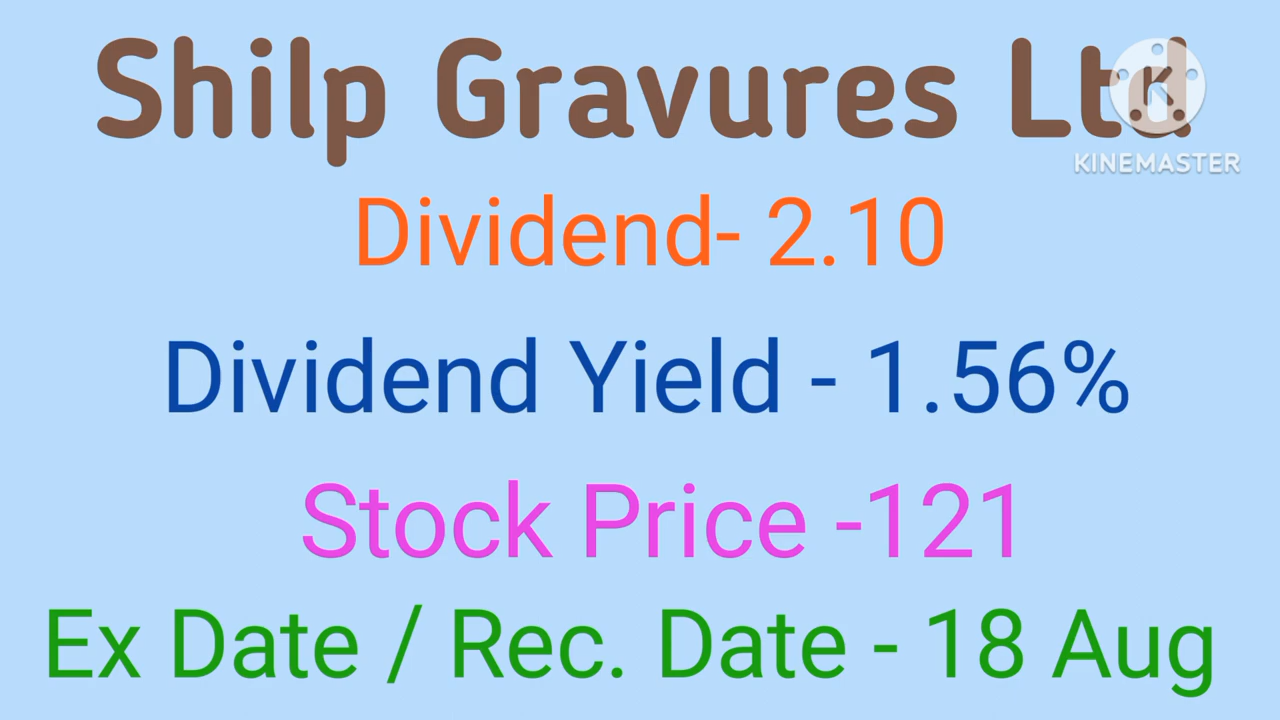 Shilp Gravures Ltd
KINEMASTER
Dividend- 2.10
Dividend Yield - 1.56%
Stock Price -121
Ex Date / Rec. Date - 18 Aug